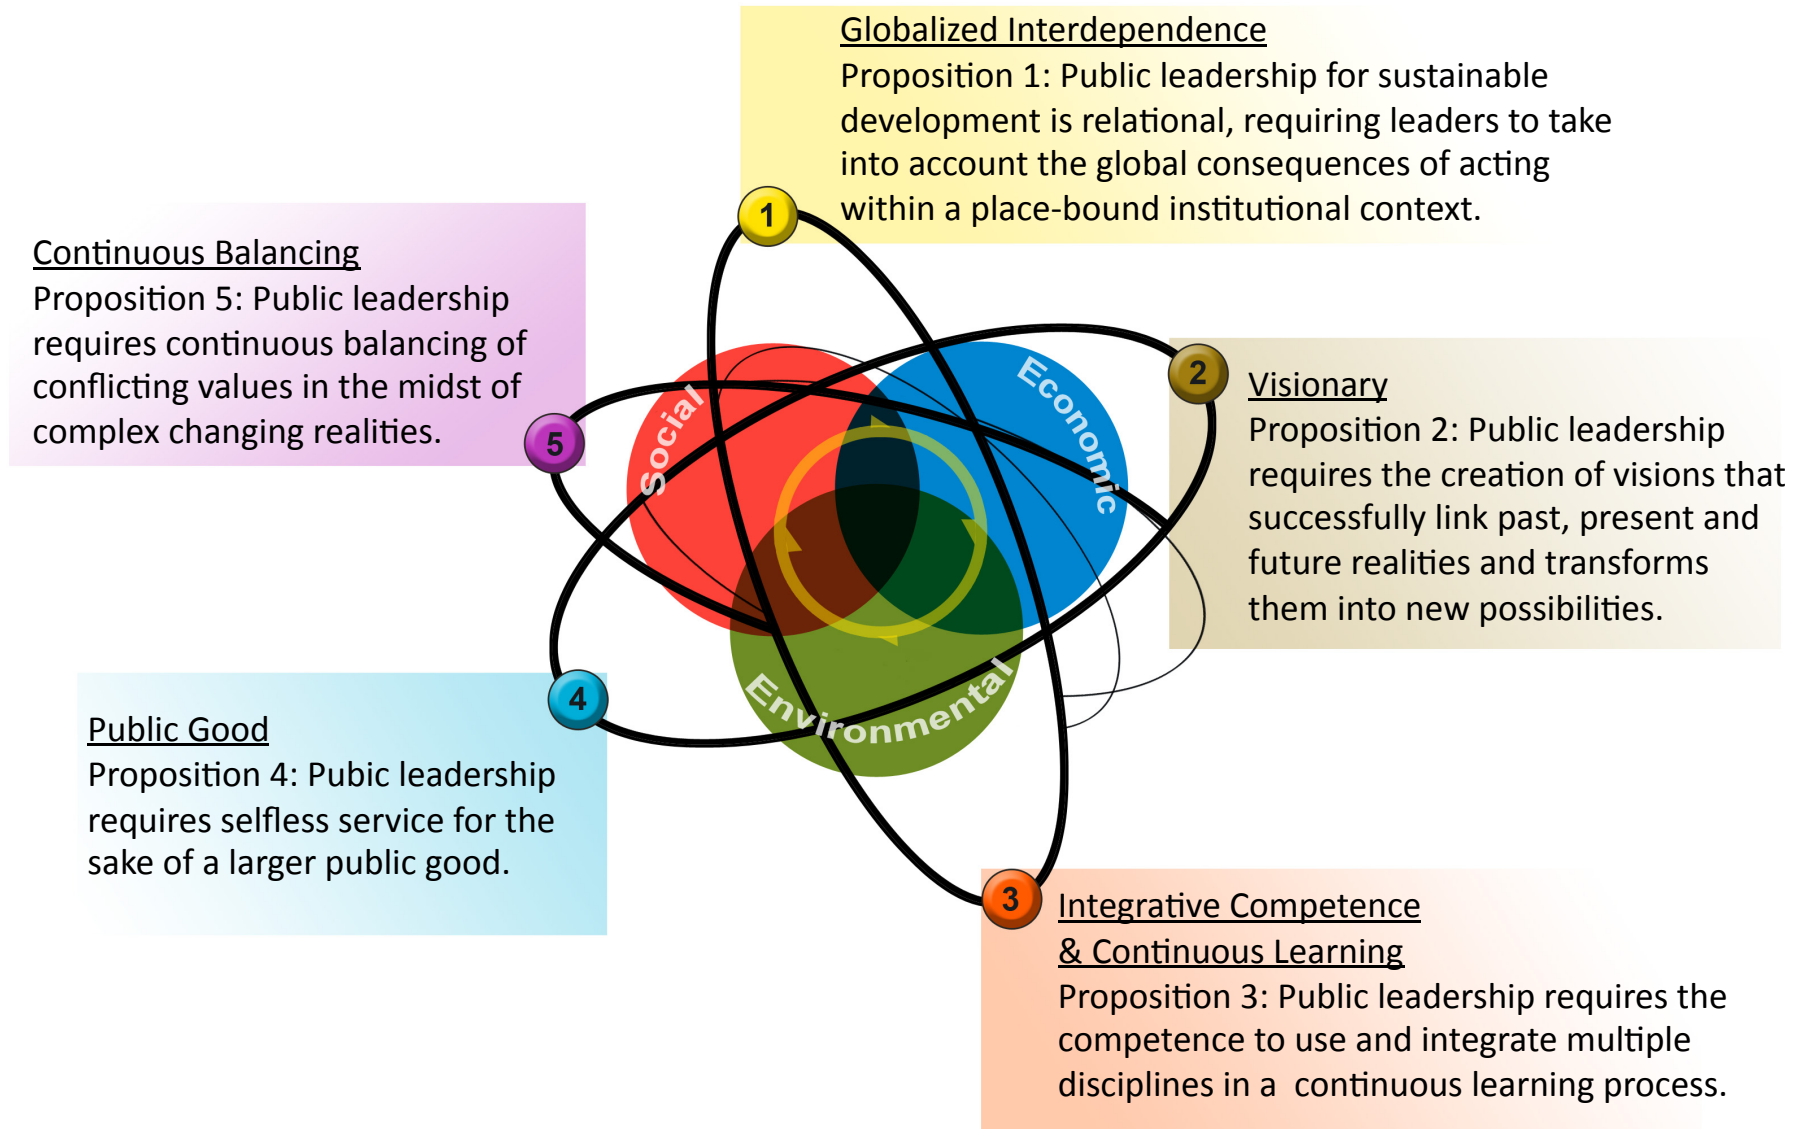 Globalized Interdependence
Proposition 1: Public leadership for sustainable
development is relational, requiring leaders to take
into account the global consequences of acting
within a place-bound institutional context.
1
Continuous Balancing
Proposition 5: Public leadership
requires continuous balancing of
conflicting values in the midst of
complex changing realities.
5
2
Visionary
Proposition 2: Public leadership
requires the creation of visions that
successfully link past, present and
future realities and transforms
them into new possibilities.
Social
Economic
Environmental
4
Public Good
Proposition 4: Pubic leadership
requires selfless service for the
sake of a larger public good.
3
Integrative Competence
& Continuous Learning
Proposition 3: Public leadership requires the
competence to use and integrate multiple
disciplines in a  continuous learning process.